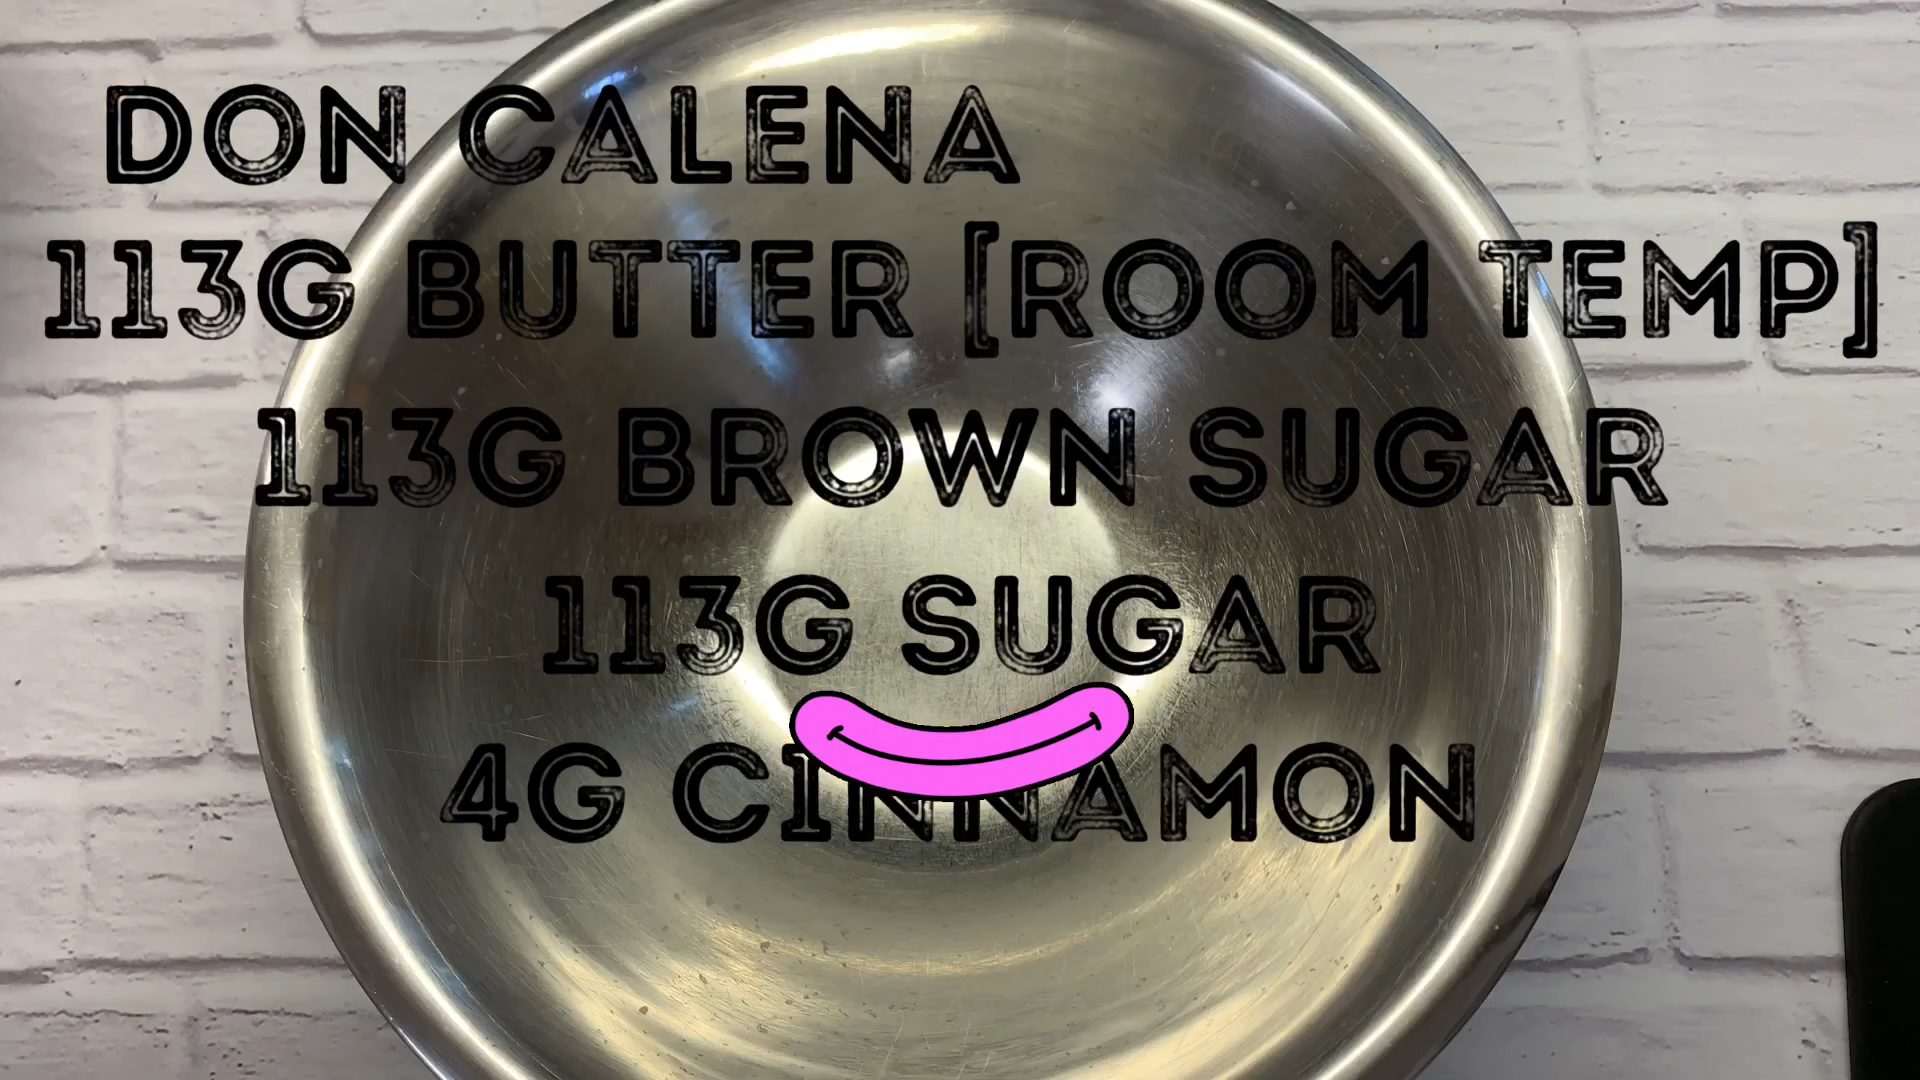 DON CALENA
113G BUTTER [ROOM TEMP]
113G BROWN SUGAR
113G SUGAR
4G CINNAMON